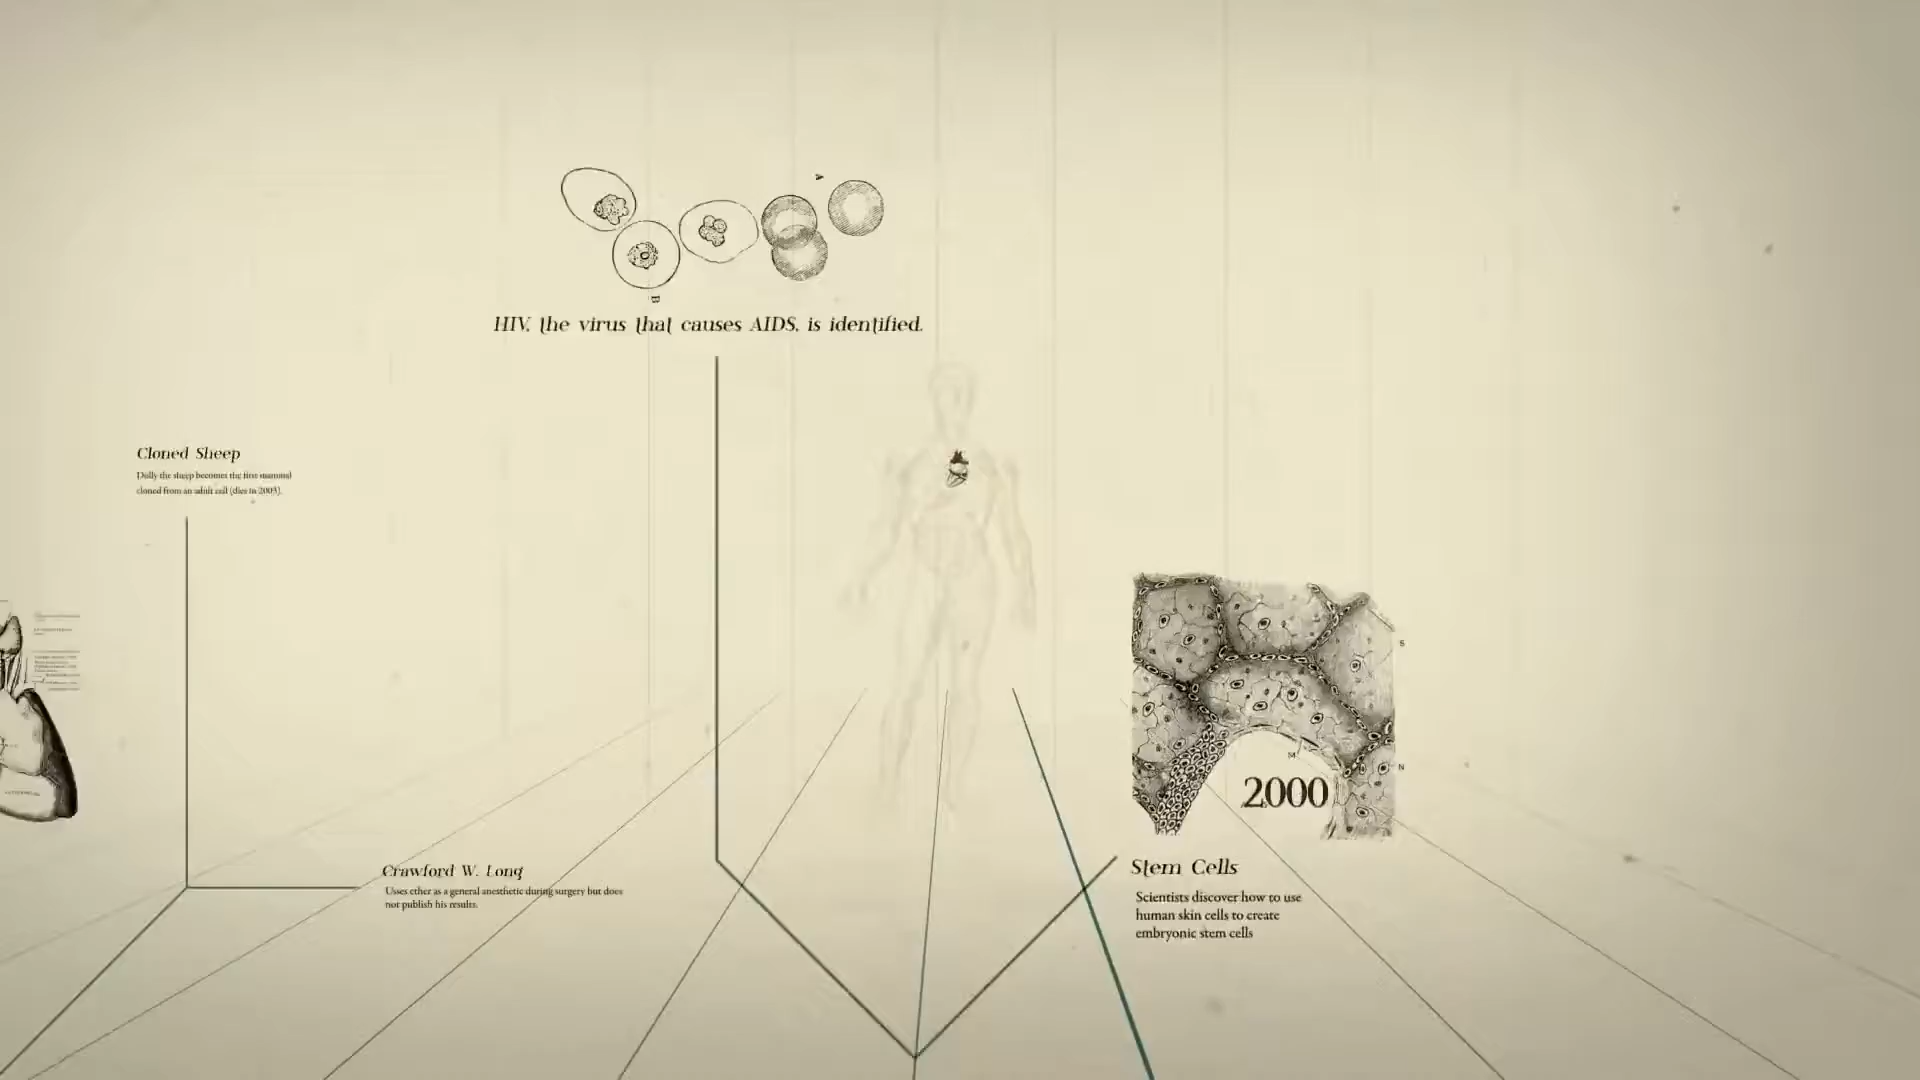 A
B
HIV, the virus that causes AIDS, is identified.
Cloned Sheep
Dolly the sheep becomes the first mammal
cloned from an adult cell (dies in 2003).
S
M
N
2000
Crawford W. Long
Usses ether as a general anesthetic during surgery but does
not publish his results.
Stem Cells
Scientists discover how to use
human skin cells to create
embryonic stem cells